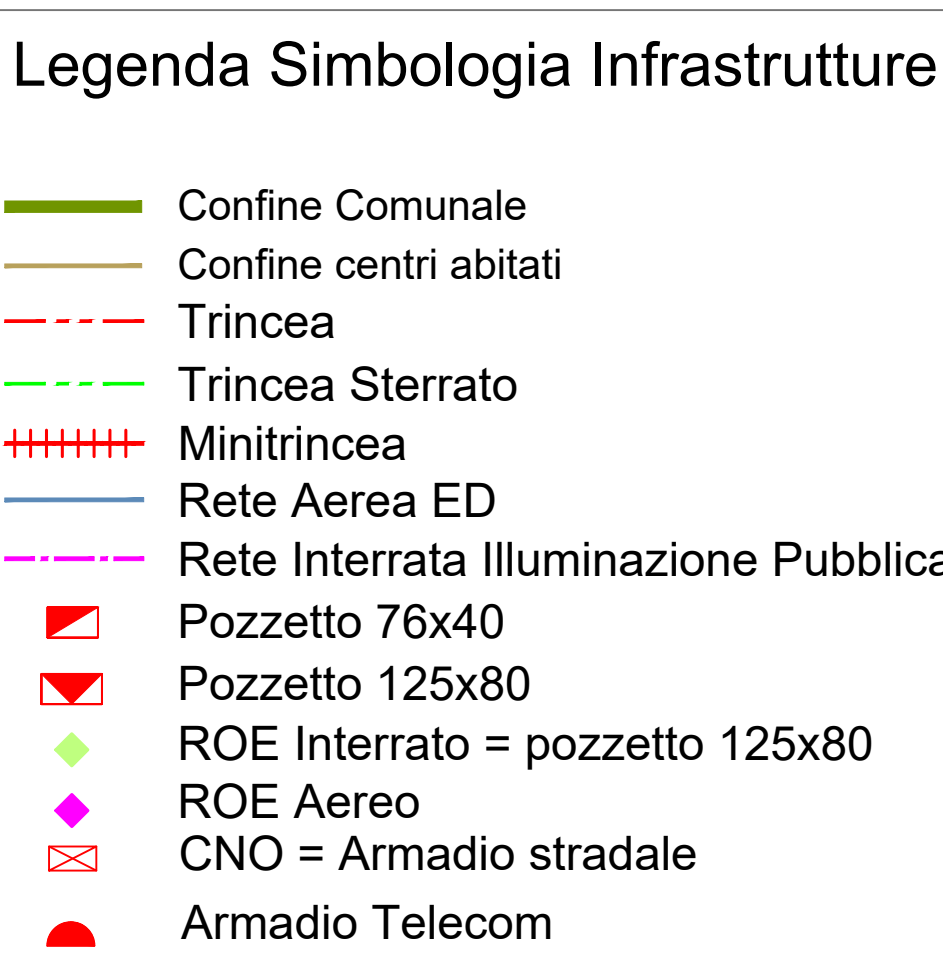 Legenda Simbologia Infrastrutture
Confine Comunale
Confine centri abitati
Trincea
Trincea Sterrato
Minitrincea
Rete Aerea ED
Rete Interrata Illuminazione Pubblica
Pozzetto 76x40
Pozzetto 125x80
ROE Interrato = pozzetto 125x80
ROE Aereo
CNO = Armadio stradale
Armadio Telecom